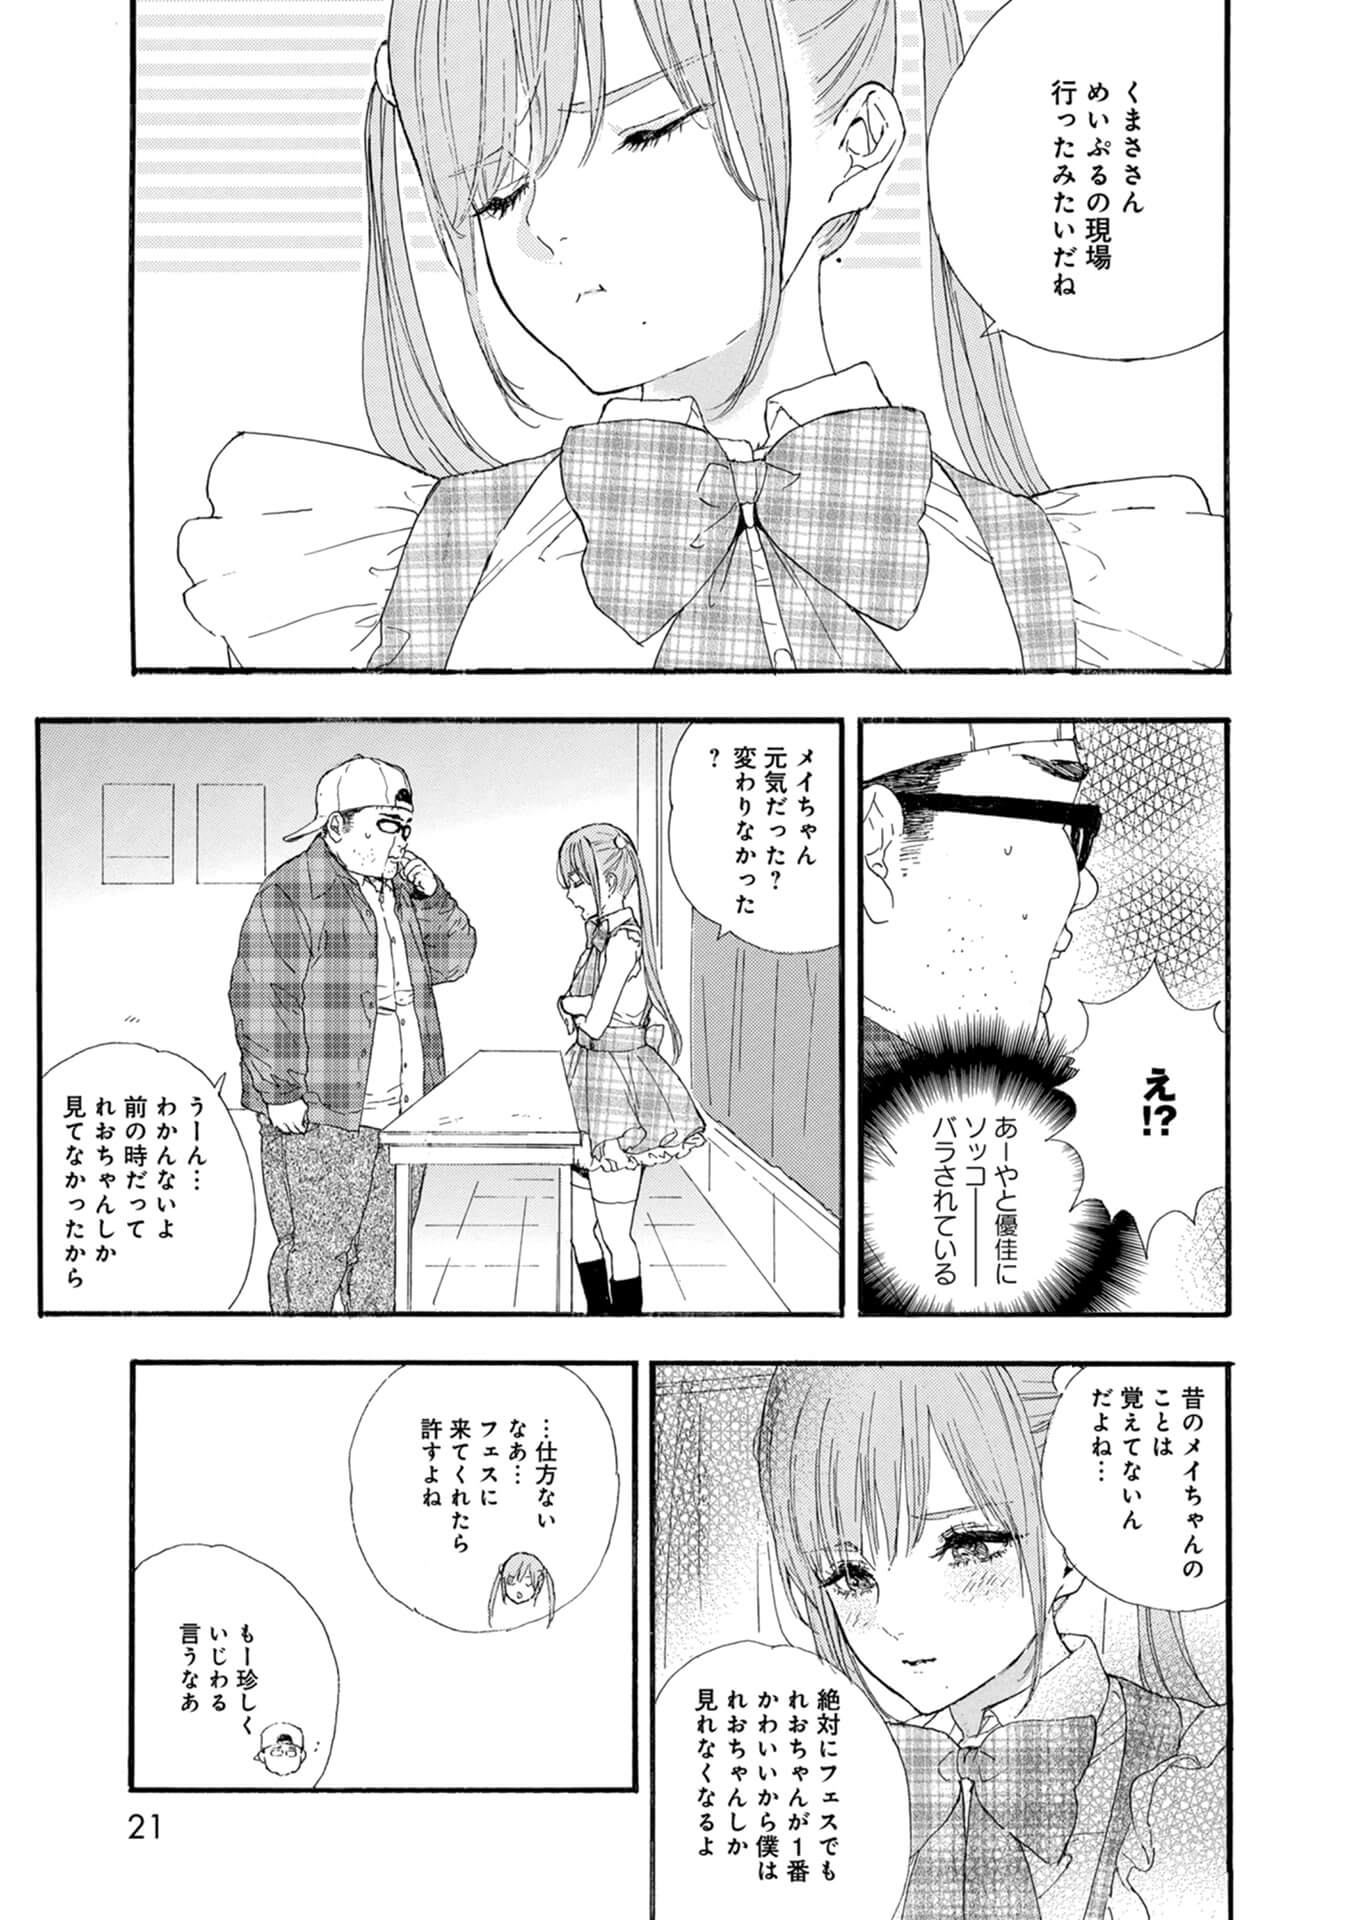 くまささん
めいぷるの現場
行ったみたいだね
え!?
あーやと優佳に
ソッコー
バラされている
メイちゃん
元気だった?
変わりなかった
?
うーん…
わかんないよ
前の時だって
れおちゃんしか
見てなかったから
昔のメイちゃんの
ことは
覚えてないん
だよね…
絶対にフェスでも
れおちゃんが1番
かわいいから僕は
れおちゃんしか
見れなくなるよ
…仕方ない
なあ…
フェスに
来てくれたら
許すよね
もー珍しく
いじわる
言うなあ
21